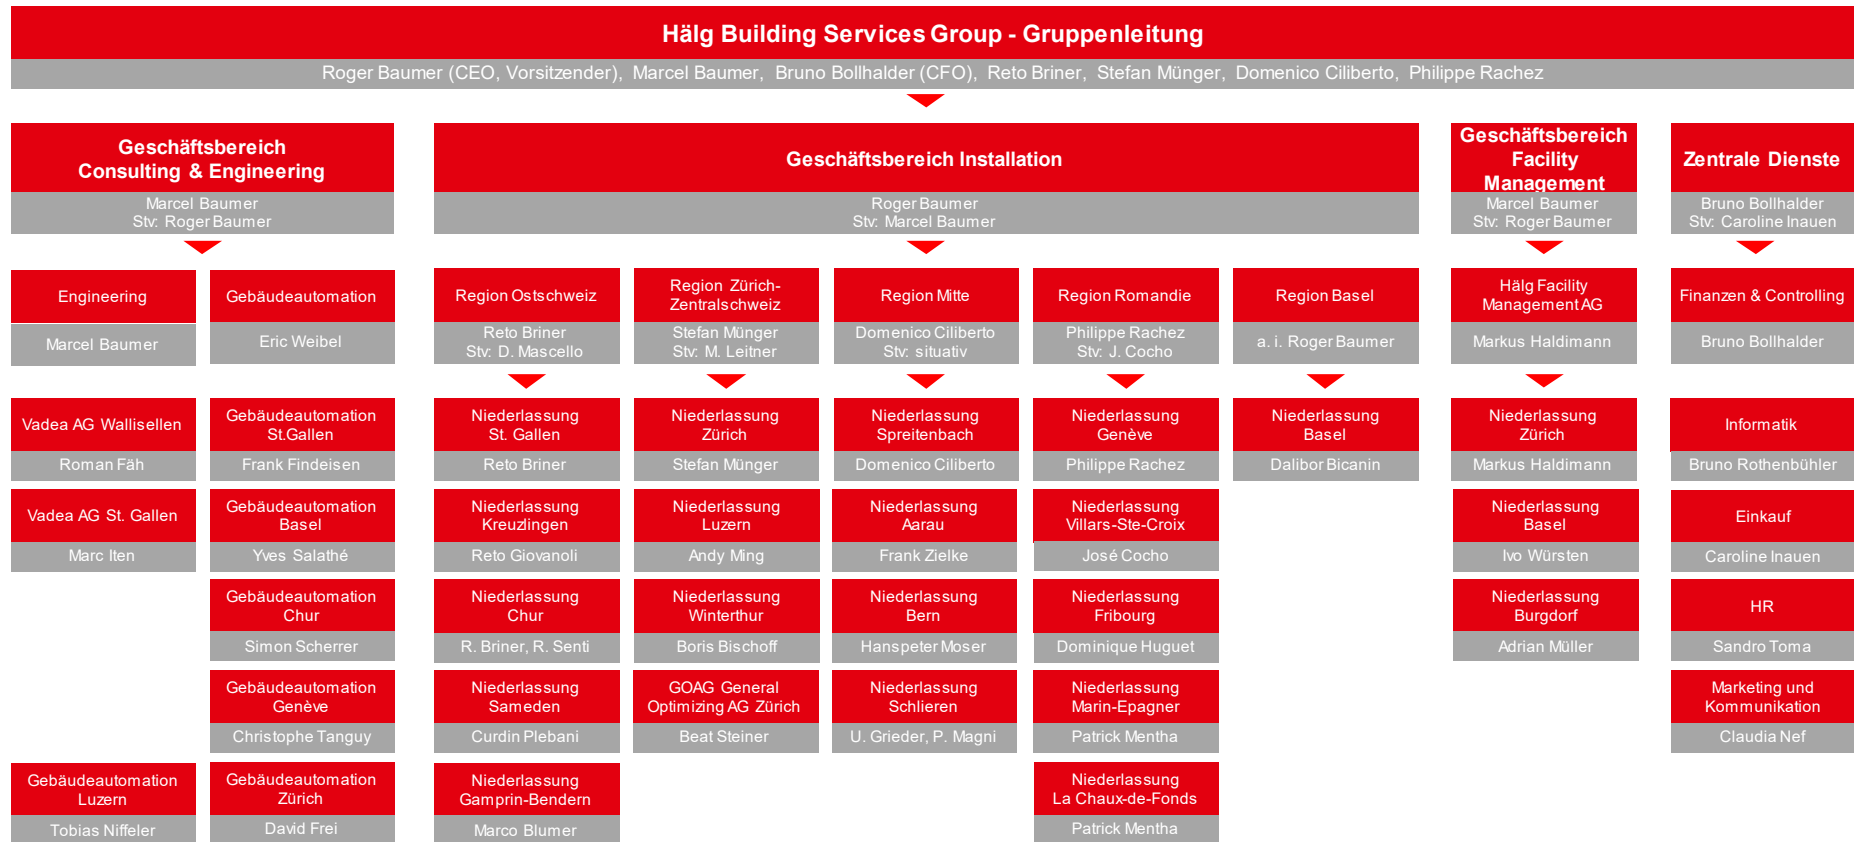 Hälg Building Services Group - Gruppenleitung
Roger Baumer (CEO, Vorsitzender), Marcel Baumer, Bruno Bollhalder (CFO), Reto Briner, Stefan Münger, Domenico Ciliberto, Philippe Rachez
Geschäftsbereich
Consulting & Engineering
Marcel Baumer
Stv: Roger Baumer
Geschäftsbereich Installation
Roger Baumer
Stv: Marcel Baumer
Geschäftsbereich
Facility
Management
Marcel Baumer
Stv: Roger Baumer
Zentrale Dienste
Bruno Bollhalder
Stv: Caroline Inauen
Engineering
Marcel Baumer
Gebäudeautomation
Eric Weibel
Region Ostschweiz
Reto Briner
Stv: D. Mascello
Region Zürich-
Zentralschweiz
Stefan Münger
Stv: M. Leitner
Region Mitte
Domenico Ciliberto
Stv: situativ
Region Romandie
Philippe Rachez
Stv: J. Cocho
Region Basel
a. i. Roger Baumer
Hälg Facility
Management AG
Markus Haldimann
Finanzen & Controlling
Bruno Bollhalder
Vadea AG Wallisellen
Roman Fäh
Gebäudeautomation
St.Gallen
Frank Findeisen
Niederlassung
St. Gallen
Reto Briner
Niederlassung
Zürich
Stefan Münger
Niederlassung
Spreitenbach
Domenico Ciliberto
Niederlassung
Genève
Philippe Rachez
Niederlassung
Basel
Dalibor Bicanin
Niederlassung
Zürich
Markus Haldimann
Informatik
Bruno Rothenbühler
Vadea AG St. Gallen
Marc Iten
Gebäudeautomation
Basel
Yves Salathé
Niederlassung
Kreuzlingen
Reto Giovanoli
Niederlassung
Luzern
Andy Ming
Niederlassung
Aarau
Frank Zielke
Niederlassung
Villars-Ste-Croix
José Cocho
Niederlassung
Basel
Ivo Würsten
Einkauf
Caroline Inauen
Gebäudeautomation
Chur
Simon Scherrer
Niederlassung
Chur
R. Briner, R. Senti
Niederlassung
Winterthur
Boris Bischoff
Niederlassung
Bern
Hanspeter Moser
Niederlassung
Fribourg
Dominique Huguet
Niederlassung
Burgdorf
Adrian Müller
HR
Sandro Toma
Gebäudeautomation
Genève
Christophe Tanguy
Niederlassung
Sameden
Curdin Plebani
GOAG General
Optimizing AG Zürich
Beat Steiner
Niederlassung
Schlieren
U. Grieder, P. Magni
Niederlassung
Marin-Epagner
Patrick Mentha
Marketing und
Kommunikation
Claudia Nef
Gebäudeautomation
Luzern
Tobias Niffeler
Gebäudeautomation
Zürich
David Frei
Niederlassung
Gamprin-Bendern
Marco Blumer
Niederlassung
La Chaux-de-Fonds
Patrick Mentha